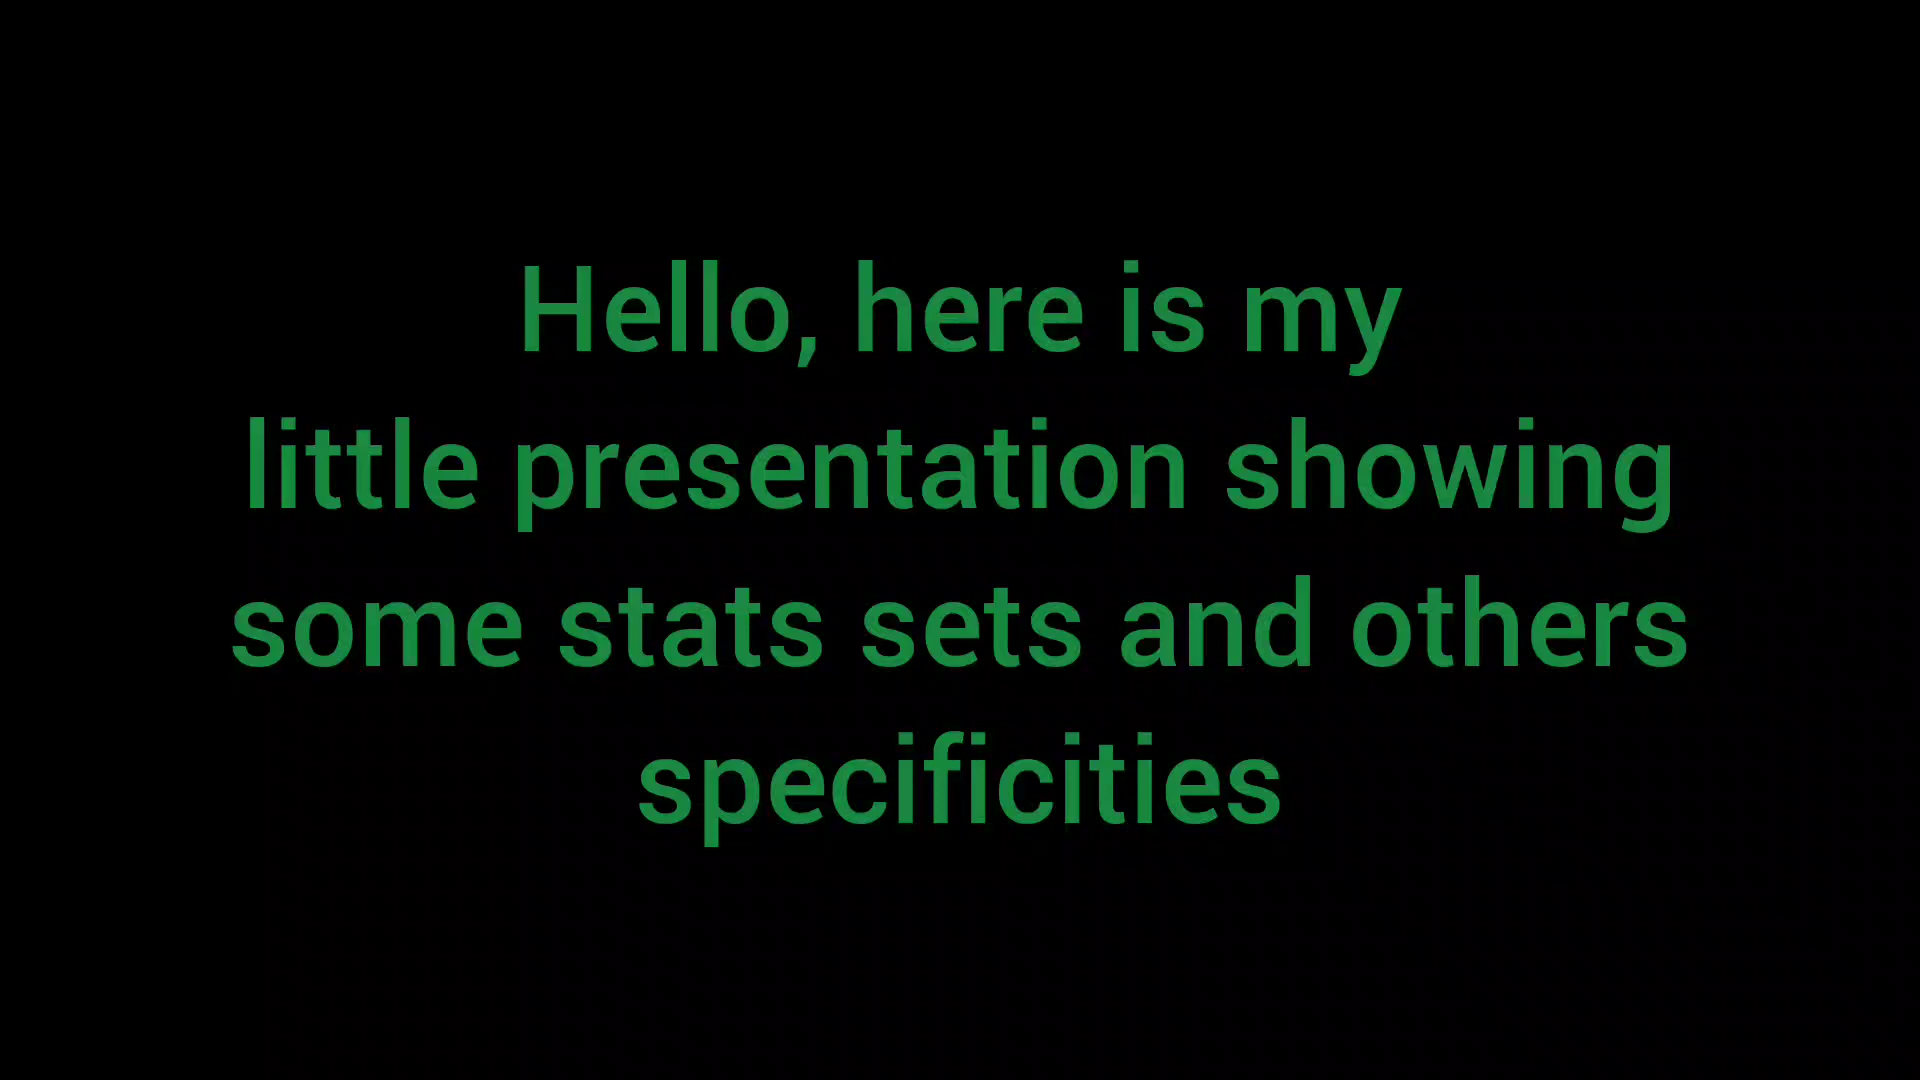 Hello, here is my
little presentation showing
some stats sets and others
specificities